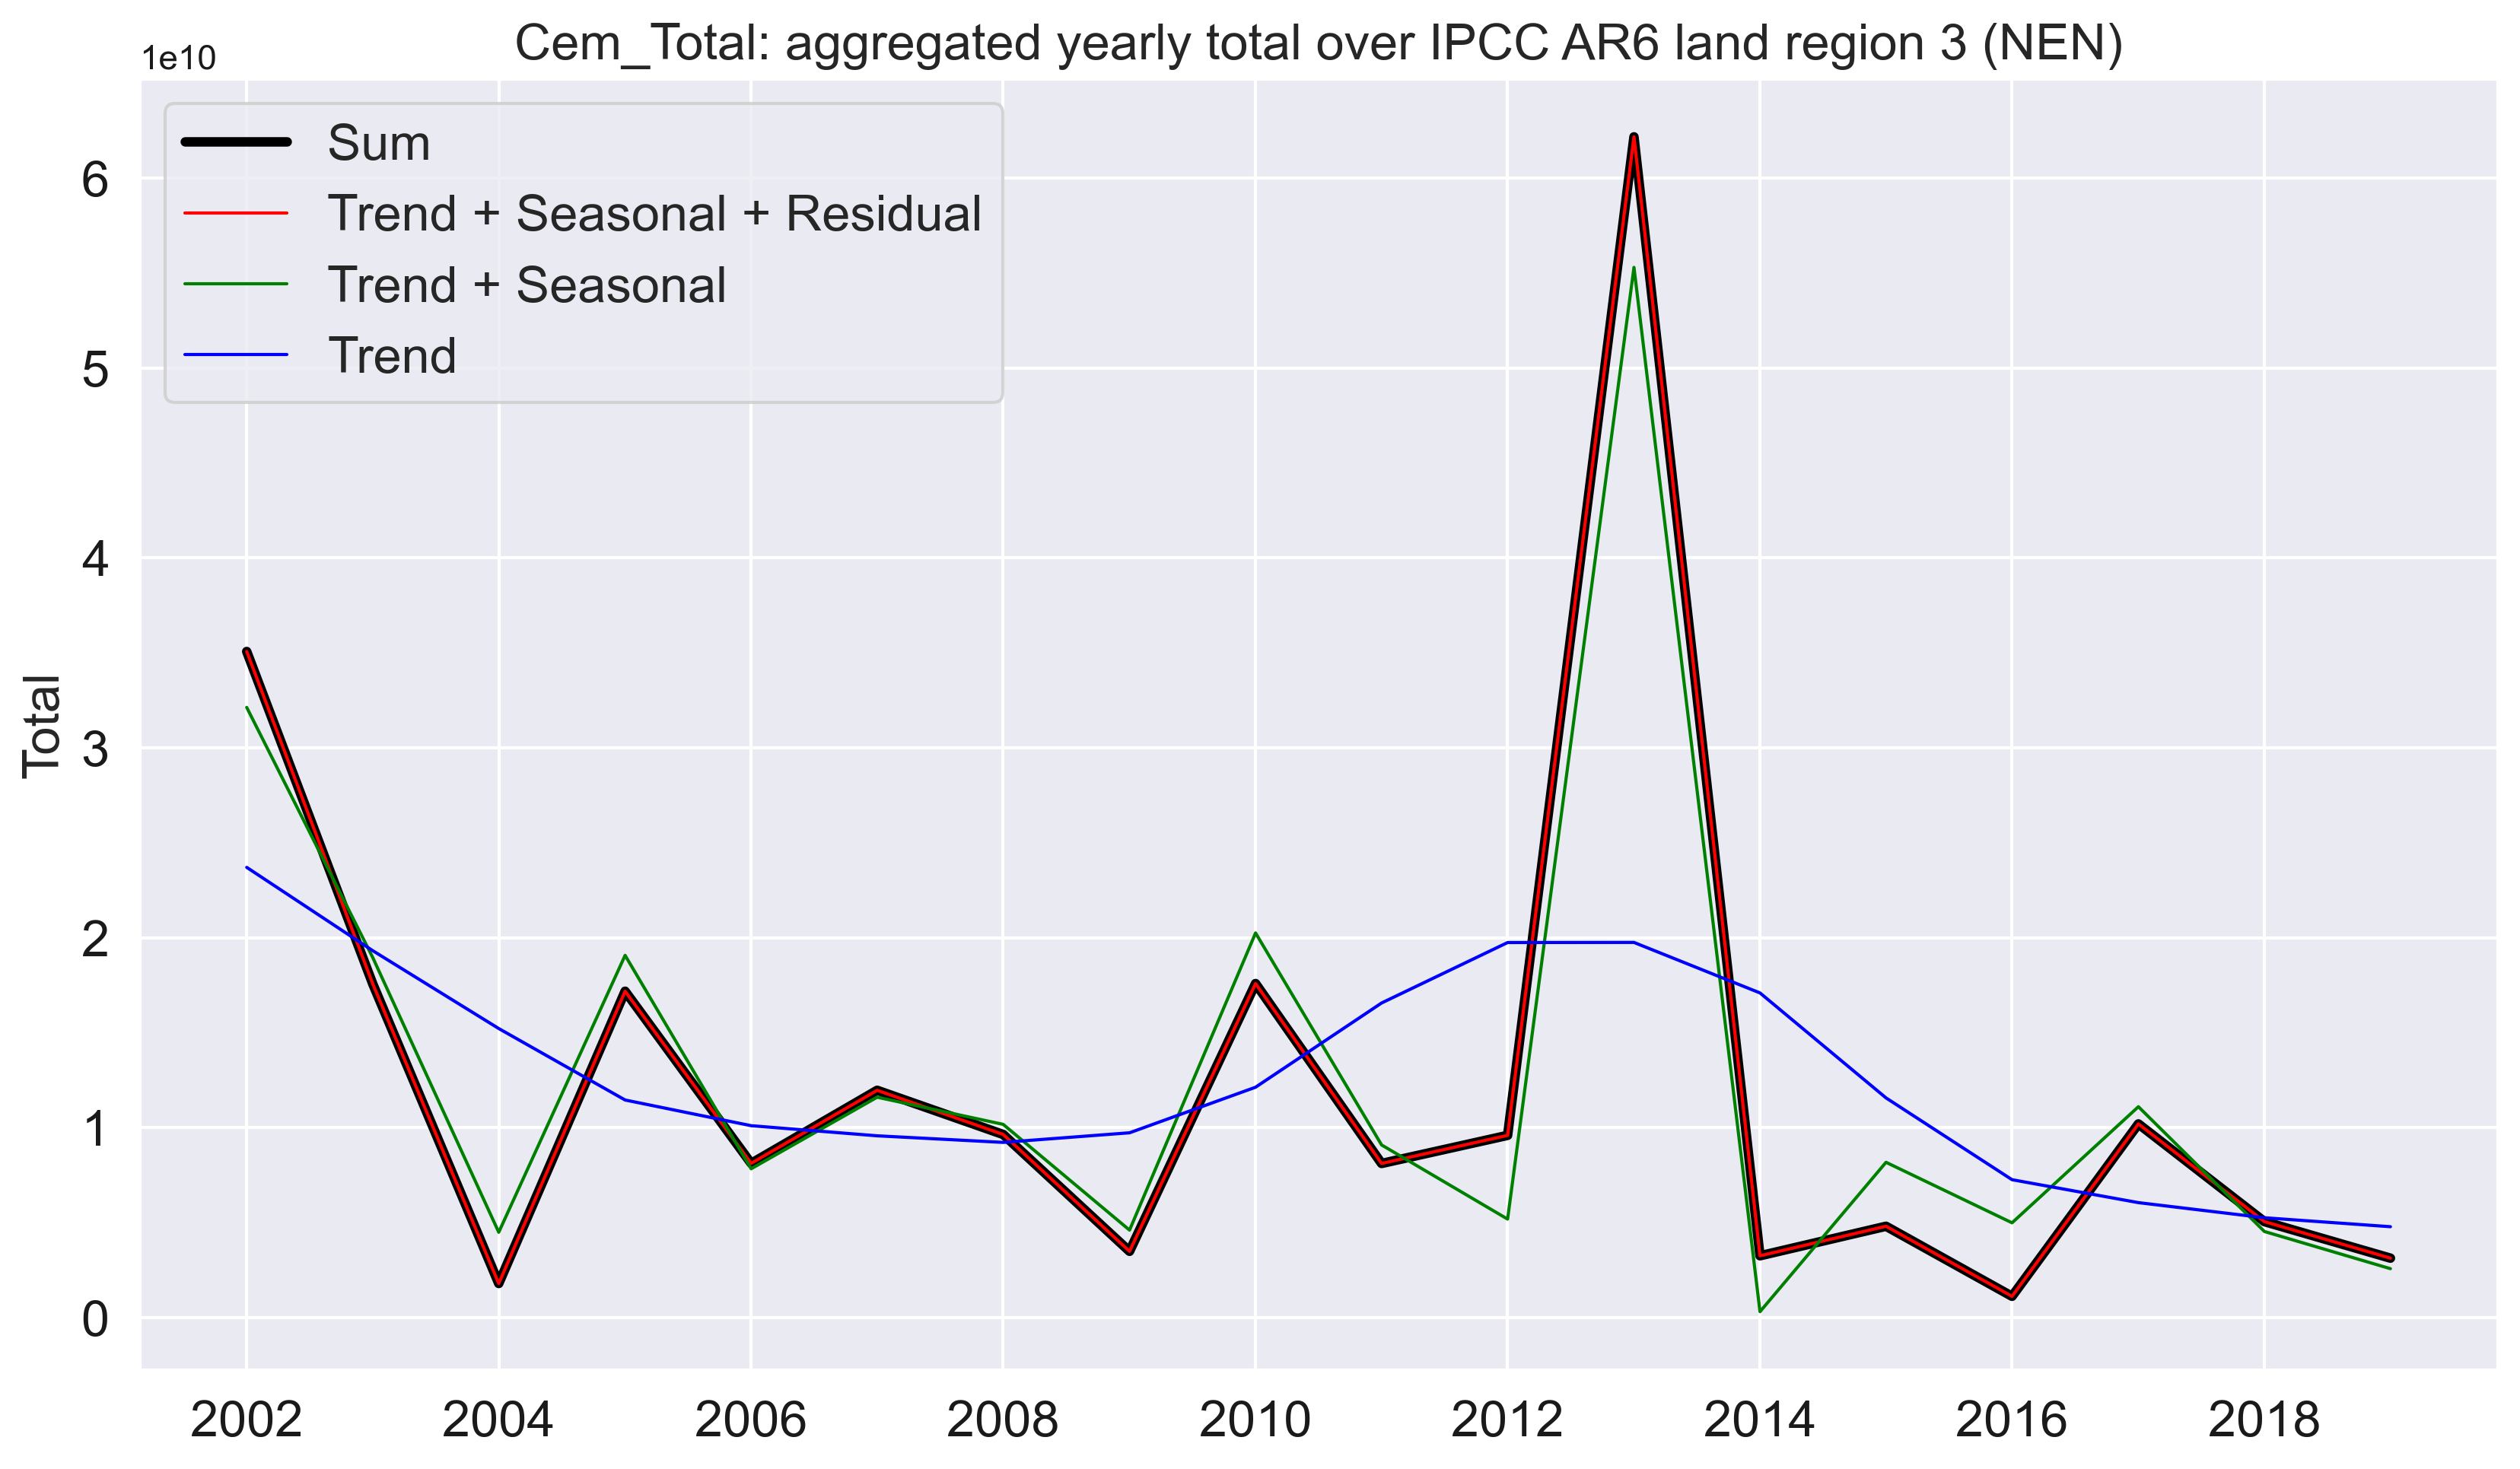 Cem_Total: aggregated yearly total over IPCC AR6 land region 3 (NEN)
1e10
Sum
Trend + Seasonal + Residual
Trend + Seasonal
Trend
6
5
4
3
2
1
0
Total
2002 2004 2006 2008 2010 2012 2014 2016 2018